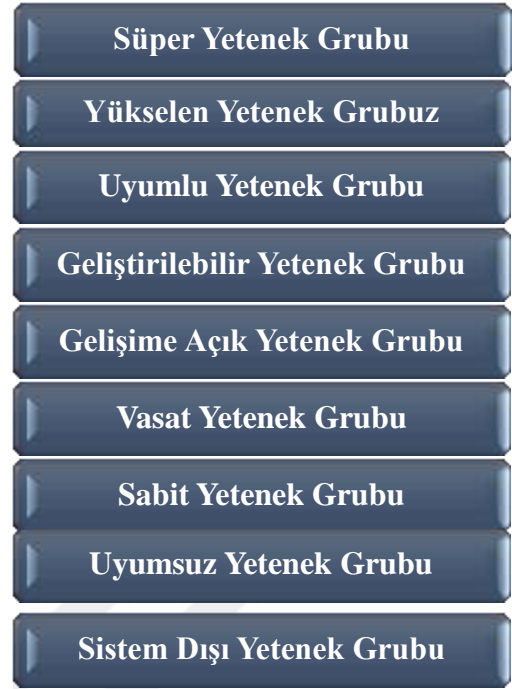 Süper Yetenek Grubu
Yükselen Yetenek Grubuz
Uyumlu Yetenek Grubu
Geliştirilebilir Yetenek Grubu
Gelişime Açık Yetenek Grubu
Vasat Yetenek Grubu
Sabit Yetenek Grubu
Uyumsuz Yetenek Grubu
Sistem Dışı Yetenek Grubu